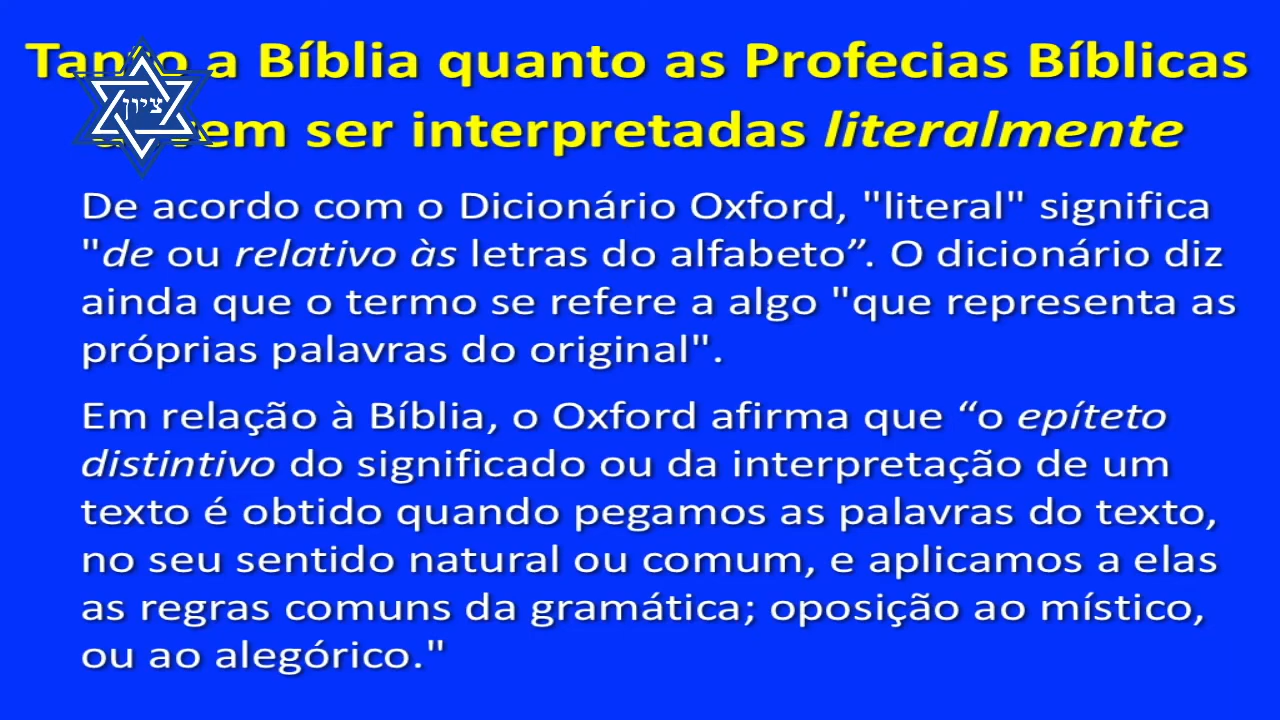 Tanto a Bíblia quanto as Profecias Bíblicas
ציון
ser interpretadas literalmente
De acordo com o Dicionário Oxford, "literal" significa
"de ou relativo às letras do alfabeto”. O dicionário diz
ainda que o termo se refere a algo "que representa as
próprias palavras do original".
Em relação à Bíblia, o Oxford afirma que “o epíteto
distintivo do significado ou da interpretação de um
texto é obtido quando pegamos as palavras do texto,
no seu sentido natural ou comum, e aplicamos a elas
as regras comuns da gramática; oposição ao místico,
ou ao alegórico."